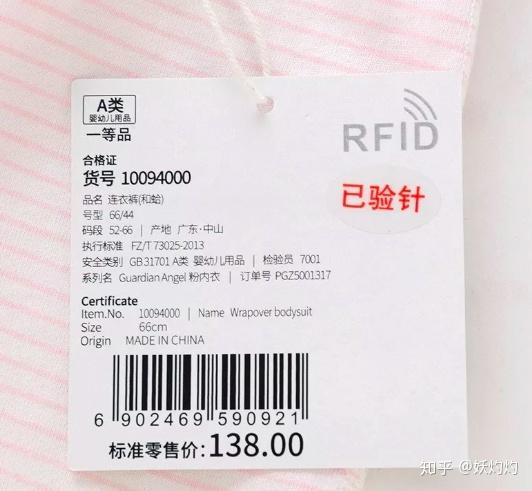 A类
婴幼儿用品
一等品
RFID
合格证
货号 10094000
已验针
品名 连衣裤(和蛤)
号型 66/44
码段 52-66 | 产地 广东·中山
执行标准 FZ/T 73025-2013
安全类别 GB 31701 A类 婴幼儿用品 | 检验员 7001
系列名 Guardian Angel 粉内衣 | 订单号 PGZ5001317
Certificate
Item.No. 10094000 | Name Wrapover bodysuit
Size 66cm
Origin MADE IN CHINA
6 902469 590921
标准零售价:138.00
知乎 @妖灼灼